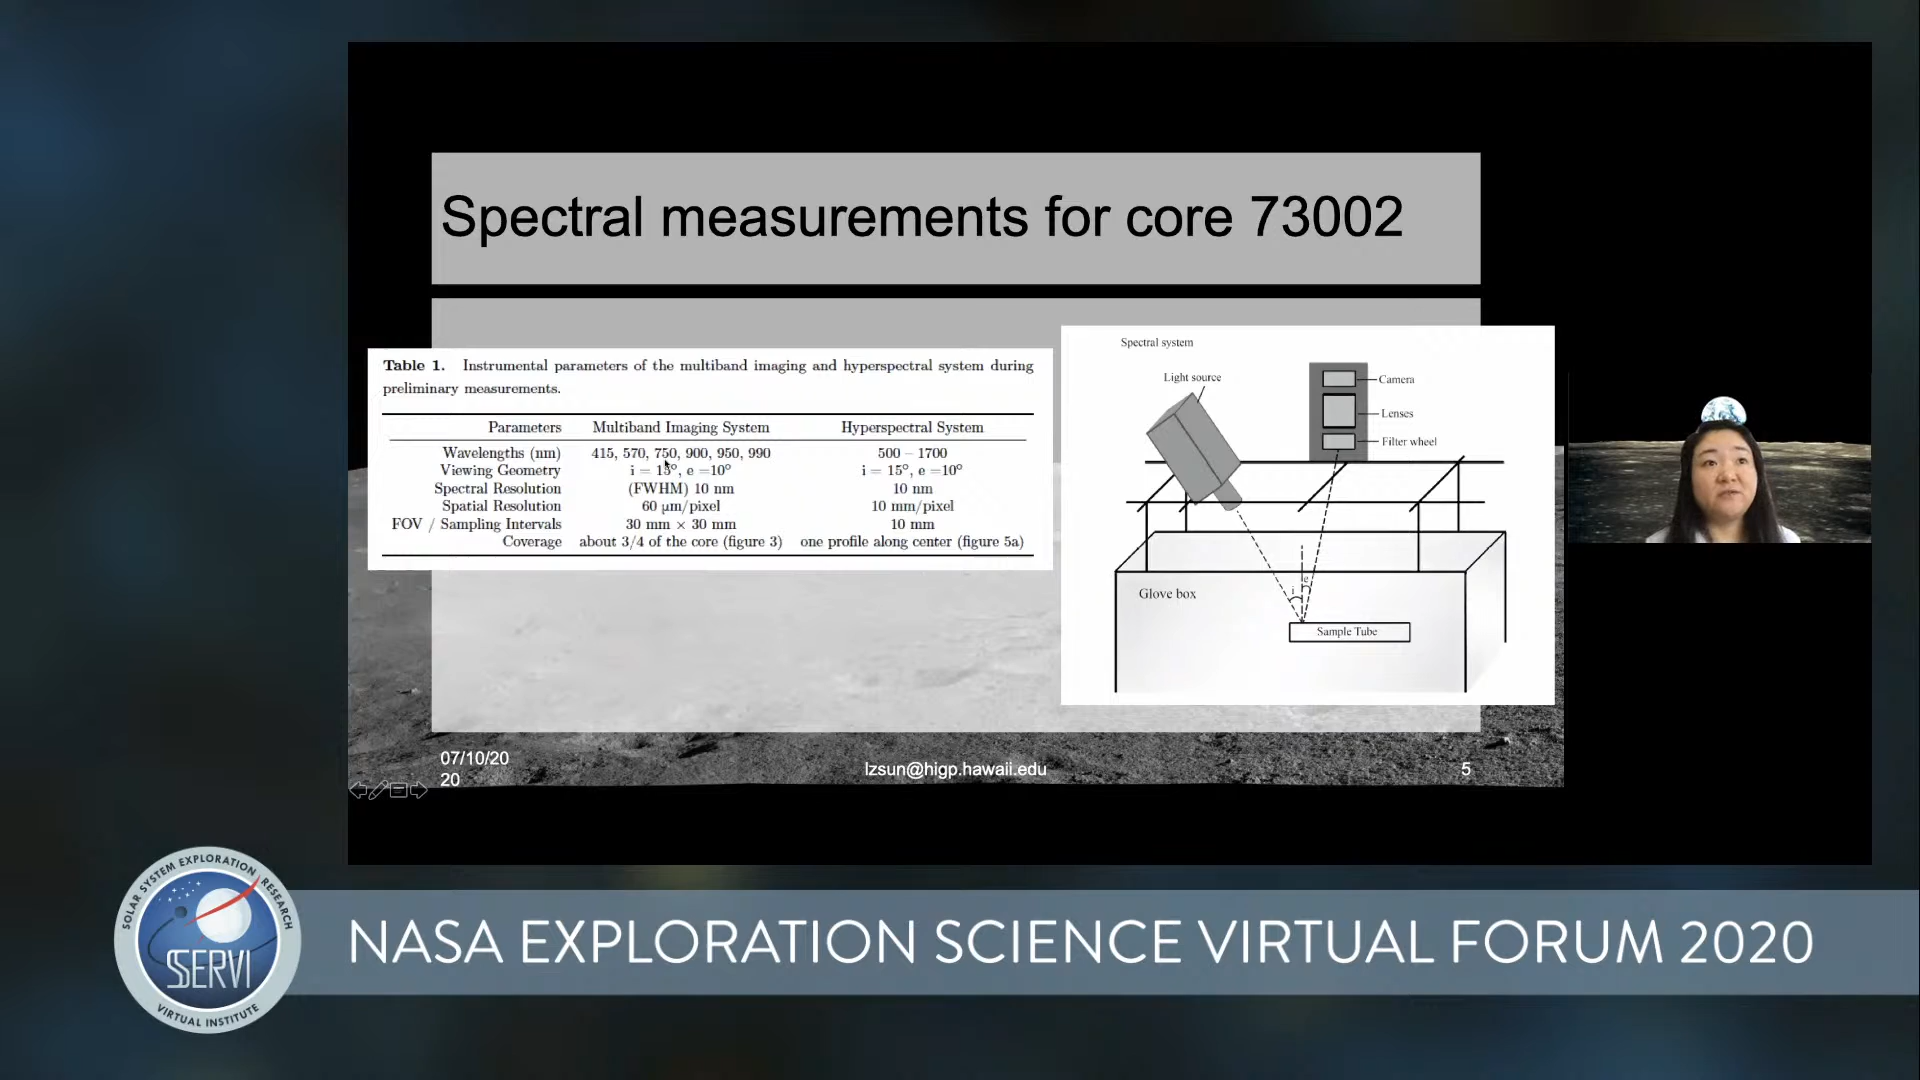 Spectral measurements for core 73002
Table 1. Instrumental parameters of the multiband imaging and hyperspectral system during
preliminary measurements.
Parameters Multiband Imaging System Hyperspectral System
Wavelengths (nm) 415, 570, 750, 900, 950, 990 500 – 1700
Viewing Geometry i = 15°, e =10° i = 15°, e =10°
Spectral Resolution (FWHM) 10 nm 10 nm
Spatial Resolution 60 μm/pixel 10 mm/pixel
FOV / Sampling Intervals 30 mm × 30 mm 10 mm
Coverage about 3/4 of the core (figure 3) one profile along center (figure 5a)
Spectral system
Light source
Camera
Lenses
Filter wheel
i e
Glove box
Sample Tube
07/10/20
20
lzsun@higp.hawaii.edu
5
SOLAR SYSTEM EXPLORATION RESEARCH
SSERVI
VIRTUAL INSTITUTE
NASA EXPLORATION SCIENCE VIRTUAL FORUM 2020